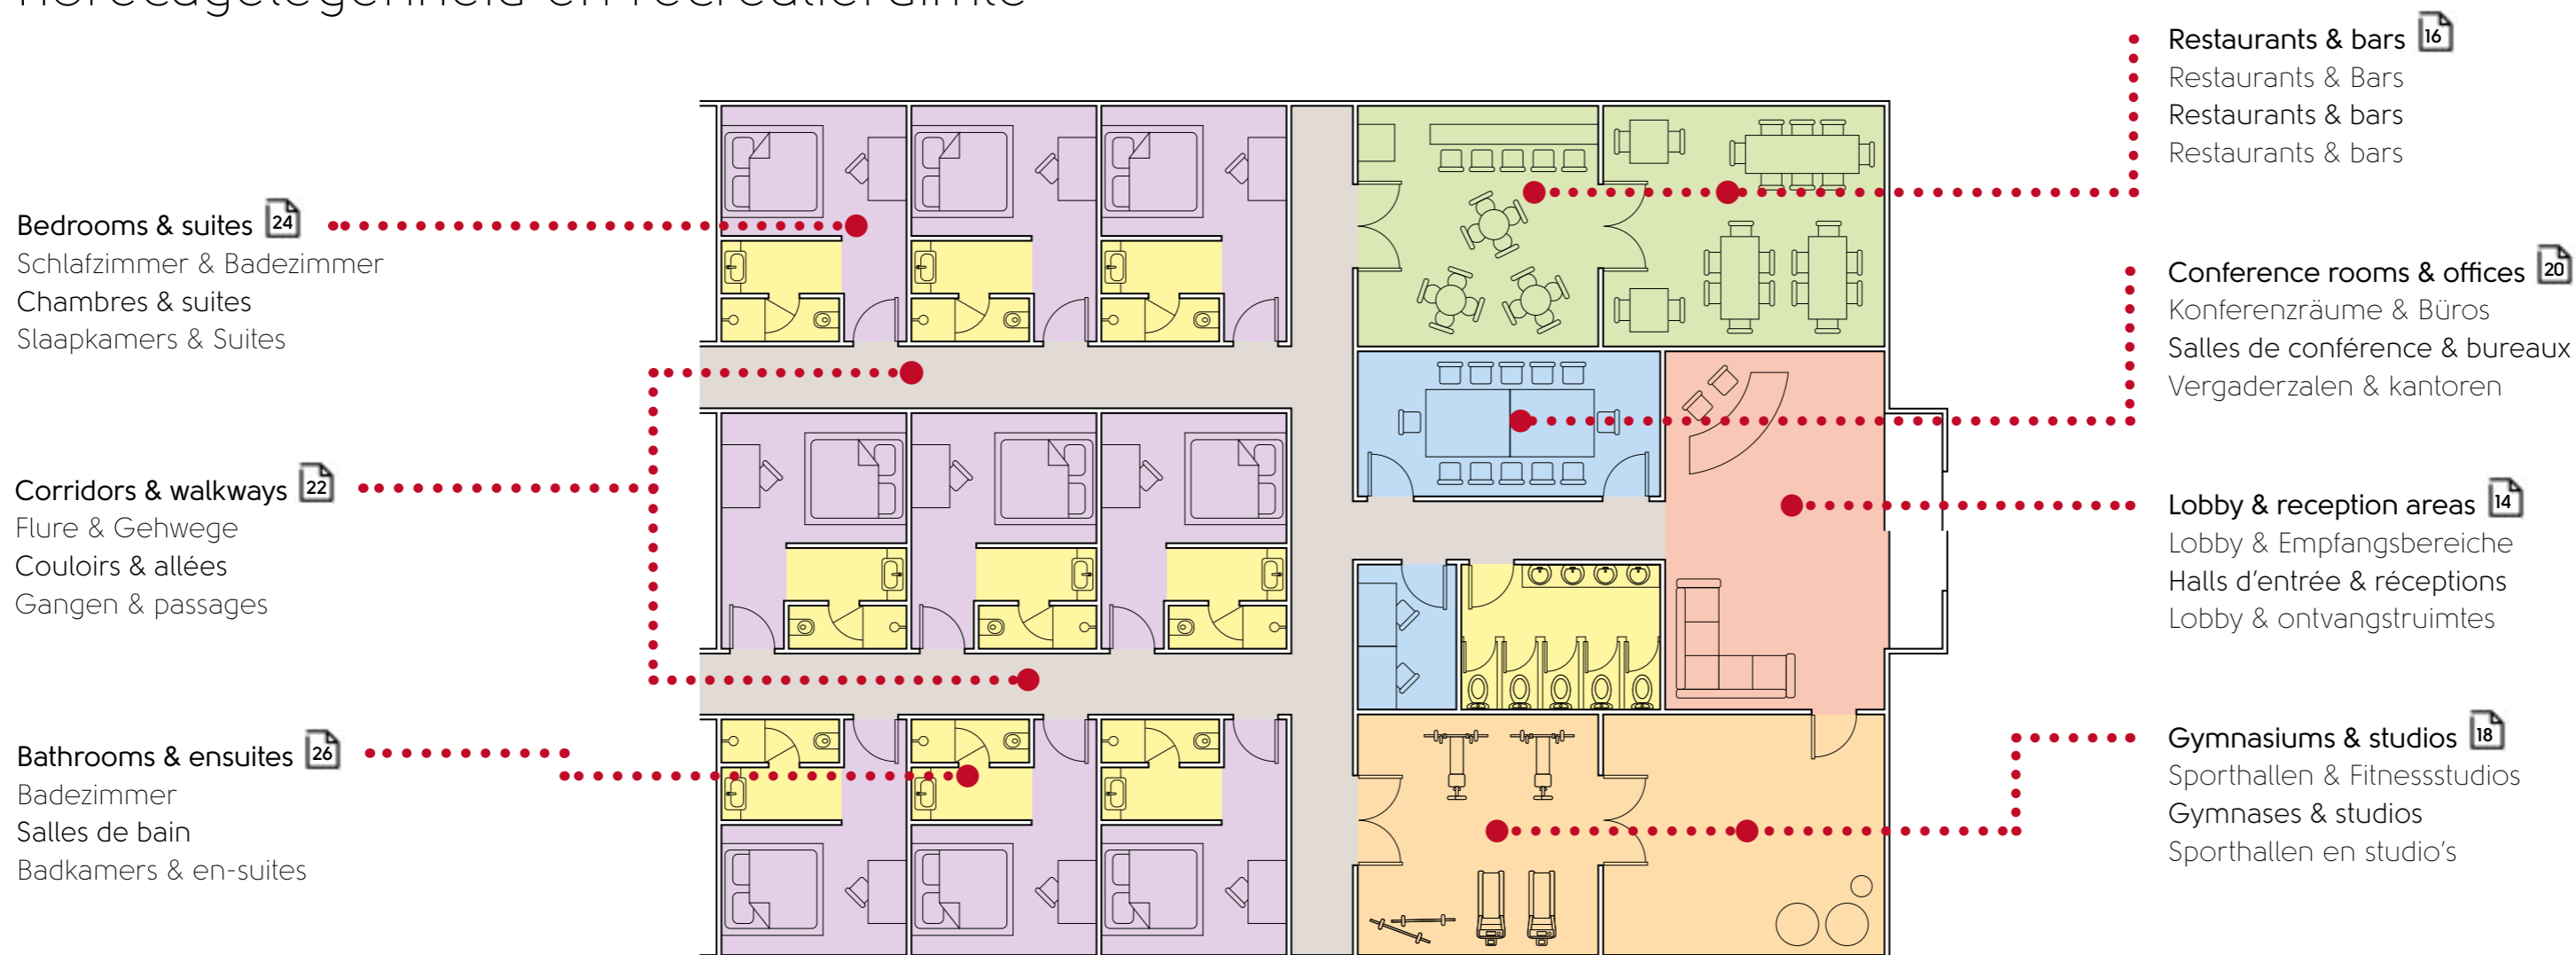 horecagelegenheid en recreatieruimte
Bedrooms & suites 24
Schlafzimmer & Badezimmer
Chambres & suites
Slaapkamers & Suites
Corridors & walkways 22
Flure & Gehwege
Couloirs & allées
Gangen & passages
Bathrooms & ensuites 26
Badezimmer
Salles de bain
Badkamers & en-suites
Restaurants & bars 16
Restaurants & Bars
Restaurants & bars
Restaurants & bars
Conference rooms & offices 20
Konferenzräume & Büros
Salles de conférence & bureaux
Vergaderzalen & kantoren
Lobby & reception areas 14
Lobby & Empfangsbereiche
Halls d’entrée & réceptions
Lobby & ontvangstruimtes
Gymnasiums & studios 18
Sporthallen & Fitnessstudios
Gymnases & studios
Sporthallen en studio’s